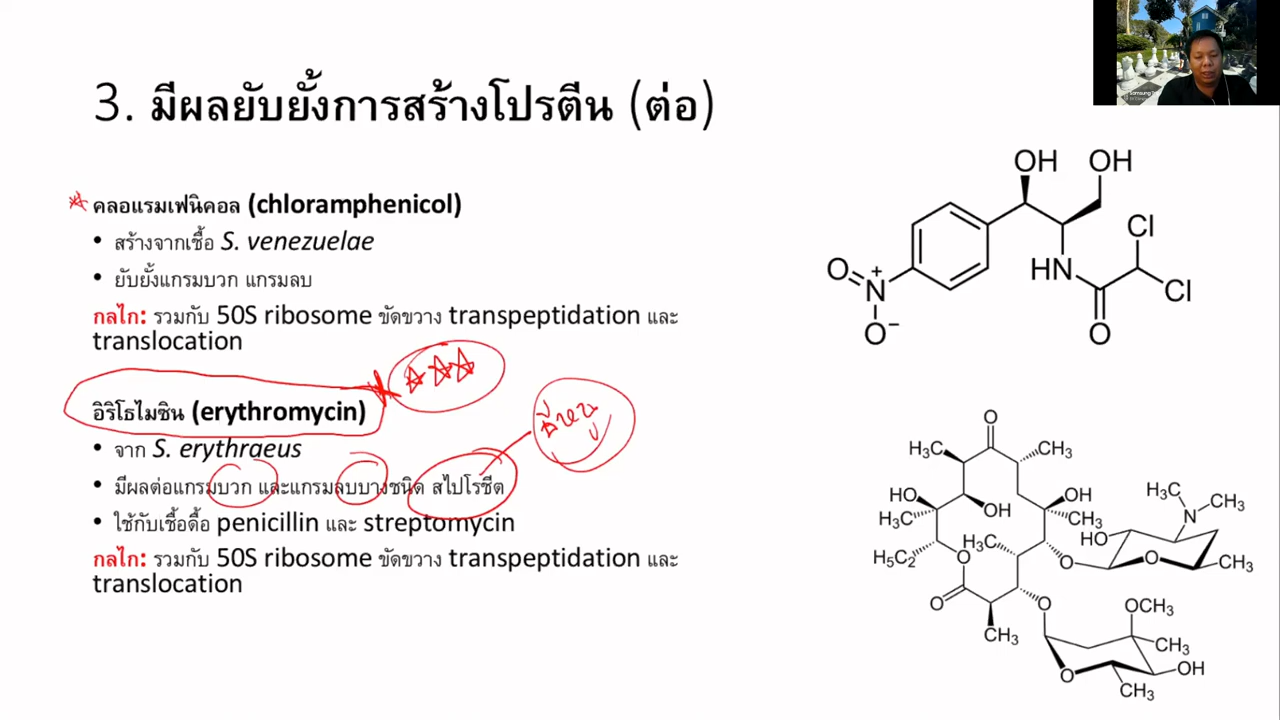 3. มีผลยับยั้งการสร้างโปรตีน (ต่อ)
คลอแรมเฟนิคอล (chloramphenicol)
• สร้างจากเชื้อ S. venezuelae
• ยับยั้งแกรมบวก แกรมลบ
กลไก: รวมกับ 50S ribosome ขัดขวาง transpeptidation และ
translocation
อิริโธไมซิน (erythromycin)
• จาก S. erythraeus
• มีผลต่อแกรมบวก และแกรมลบบางชนิด สไปโรชีต
• ใช้กับเชื้อดื้อ penicillin และ streptomycin
กลไก: รวมกับ 50S ribosome ขัดขวาง transpeptidation และ
translocation
OH OH
Cl
HN
Cl
O
N+
O−
O
O
H3C CH3
HO OH
OH
H3C CH3
H3C
H5C2 O
O
O
CH3
H3C
N CH3
HO
O CH3
O
OCH3
CH3
OH
O
CH3